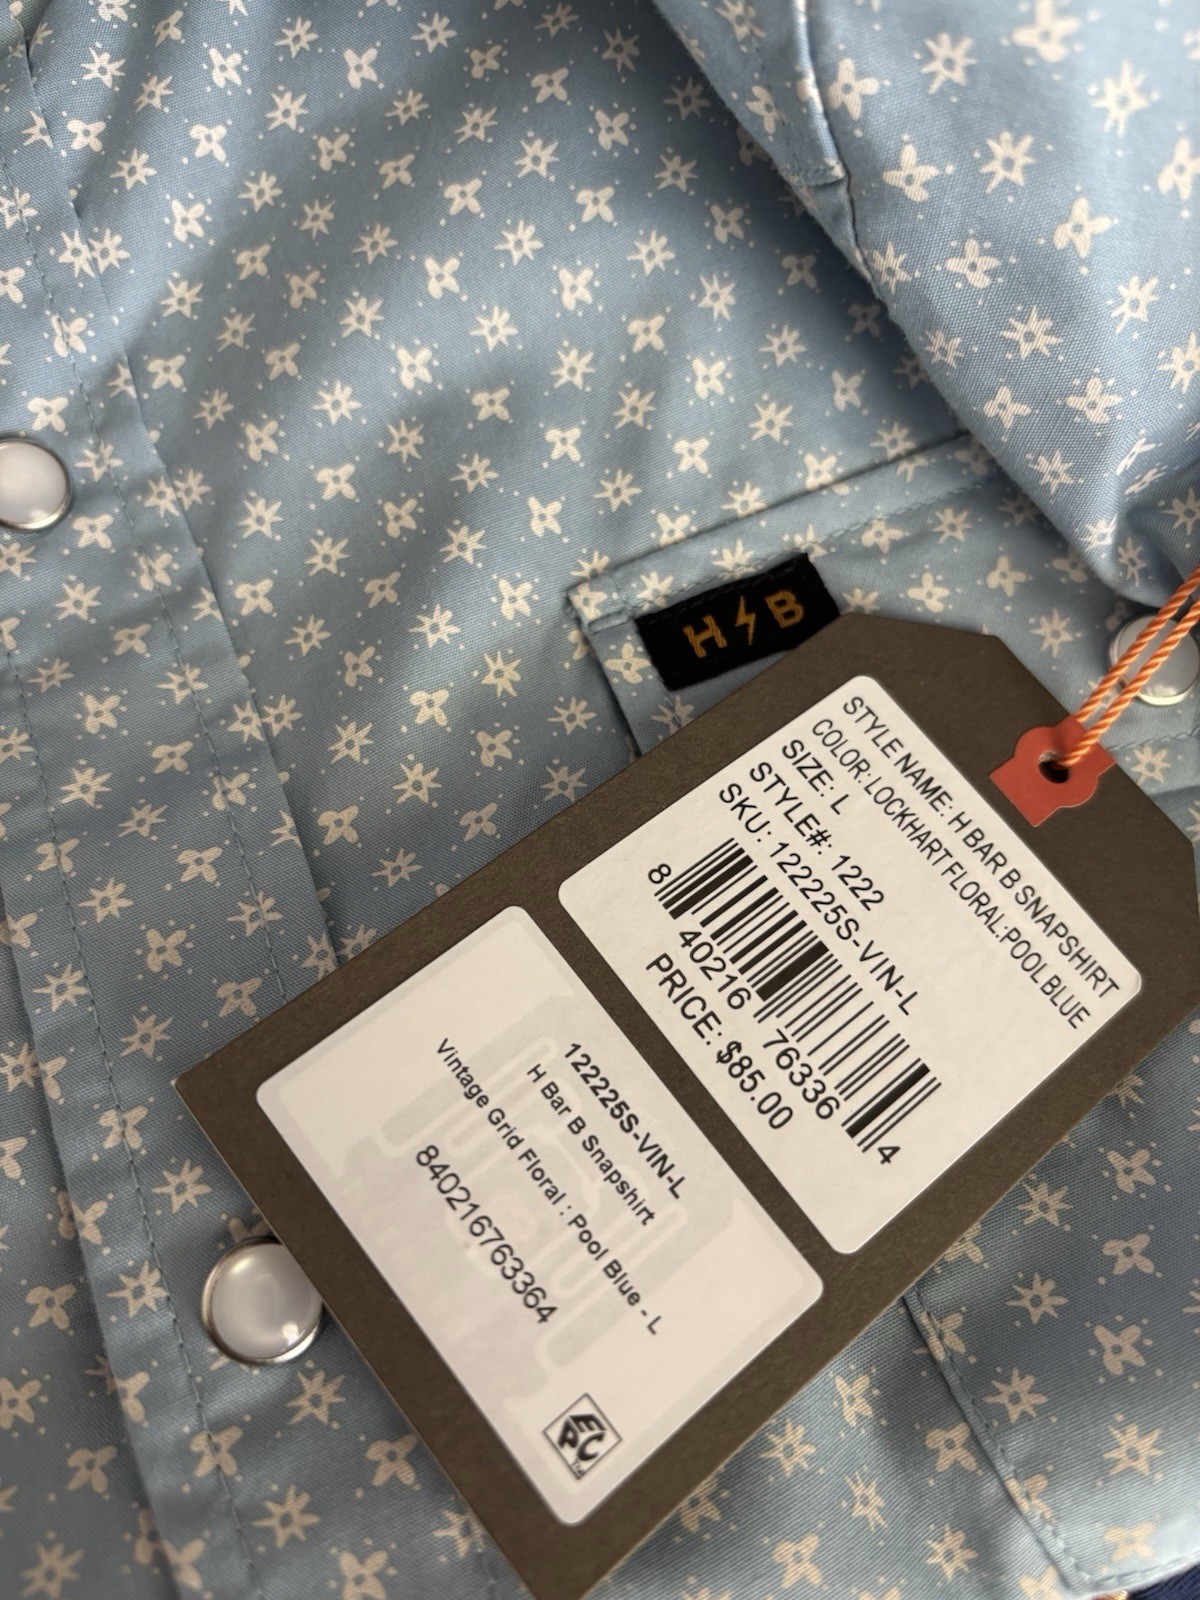 H B
STYLE NAME: H BAR B SNAPSHIRT
COLOR: LOCKHART FLORAL:POOL BLUE
SIZE: L
STYLE#: 1222
SKU: 122225S-VIN-L
8 40216 76336 4
PRICE: $85.00
122225S-VIN-L
H Bar B Snapshirt
Vintage Grid Floral : Pool Blue - L
840216763364
EPC